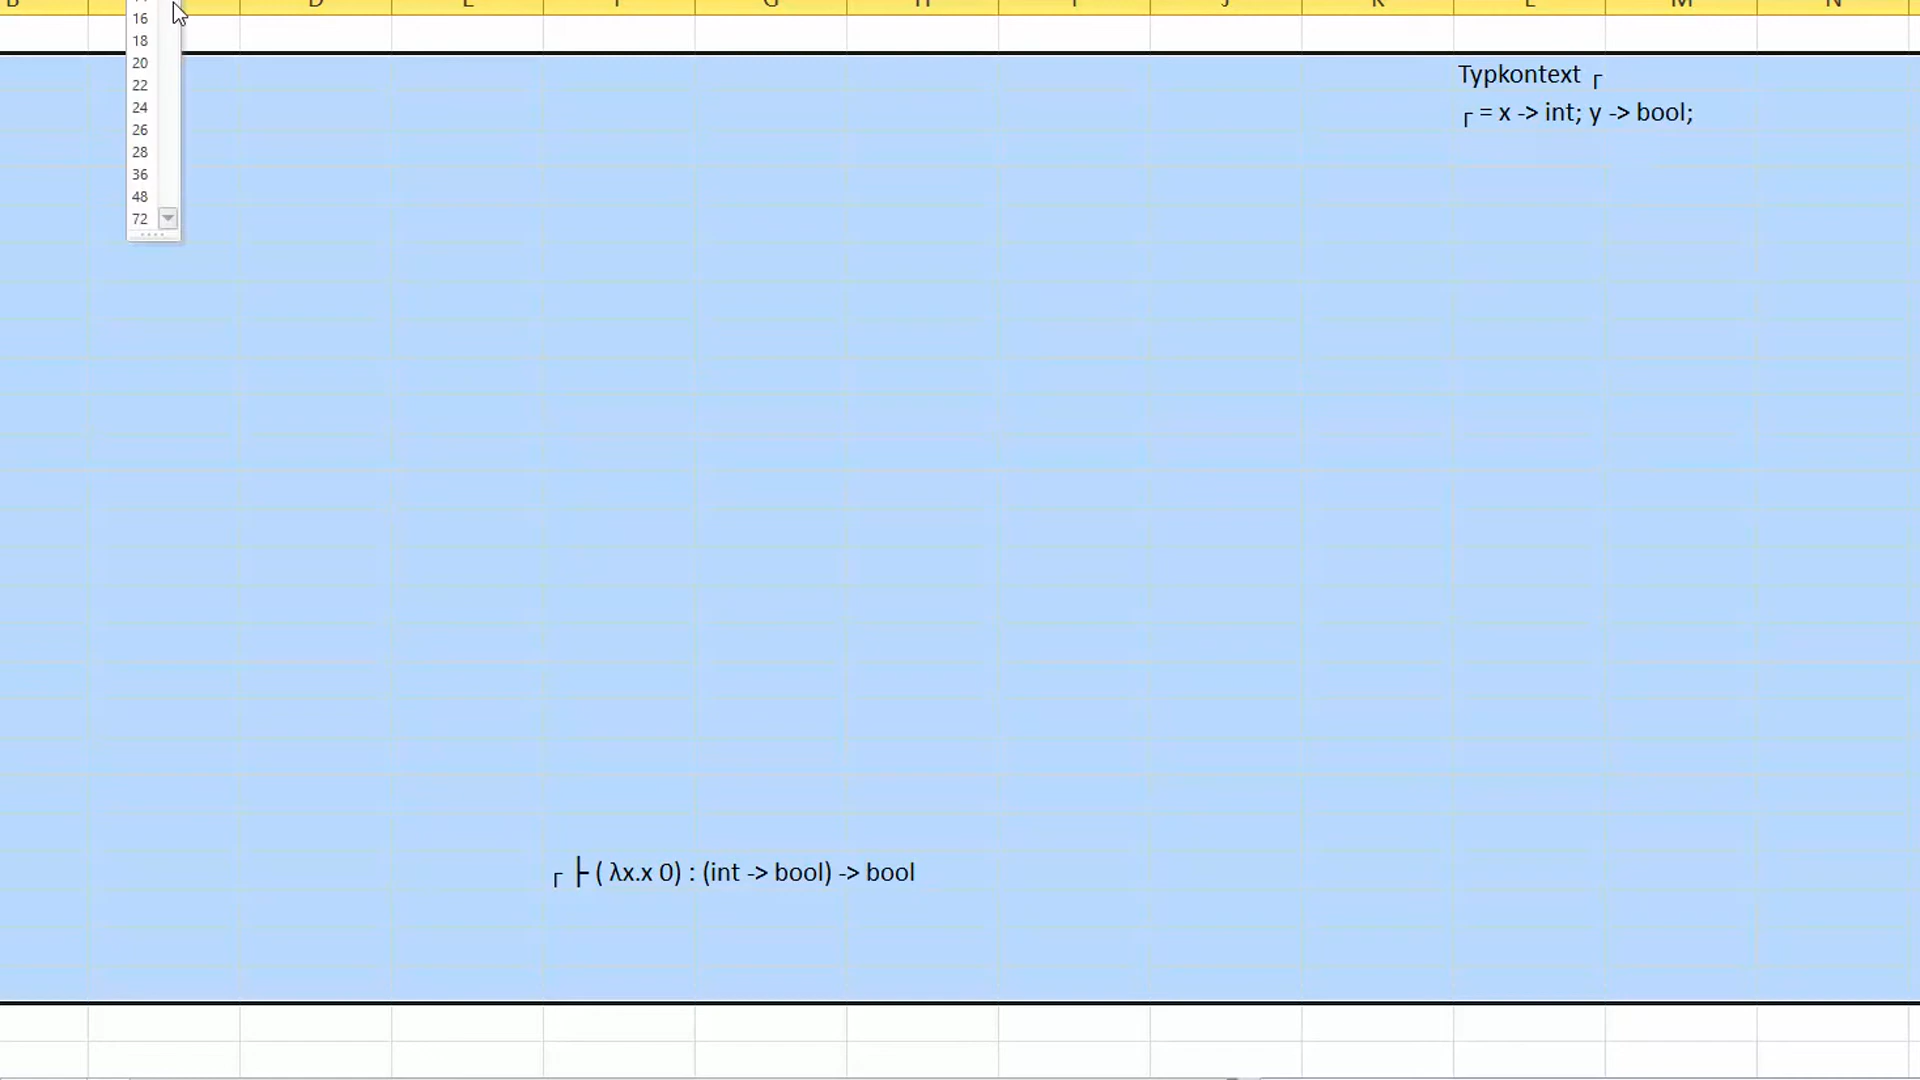 B D E F G H I J K L M N
16
18
20
22
24
26
28
36
48
72
Typkontext ┌
┌ = x -> int; y -> bool;
┌ ├ ( λx.x 0) : (int -> bool) -> bool